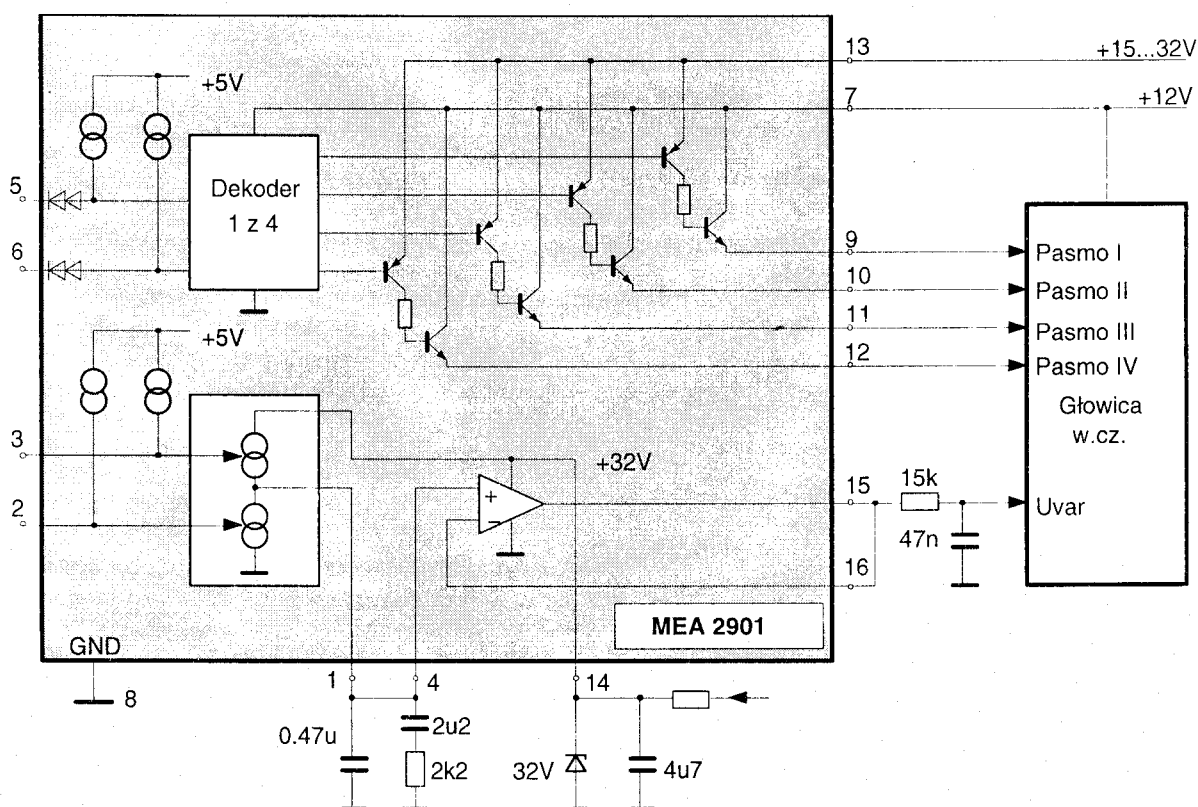 13
+15...32V
+5V
7
+12V
5
Dekoder
1 z 4
6
9
Pasmo I
10
Pasmo II
11
Pasmo III
+5V
12
Pasmo IV
Głowica
w.cz.
3
+32V
15
15k
+
2
−
Uvar
47n
16
MEA 2901
GND
8
1
4
14
0.47u
2u2
2k2
32V
4u7